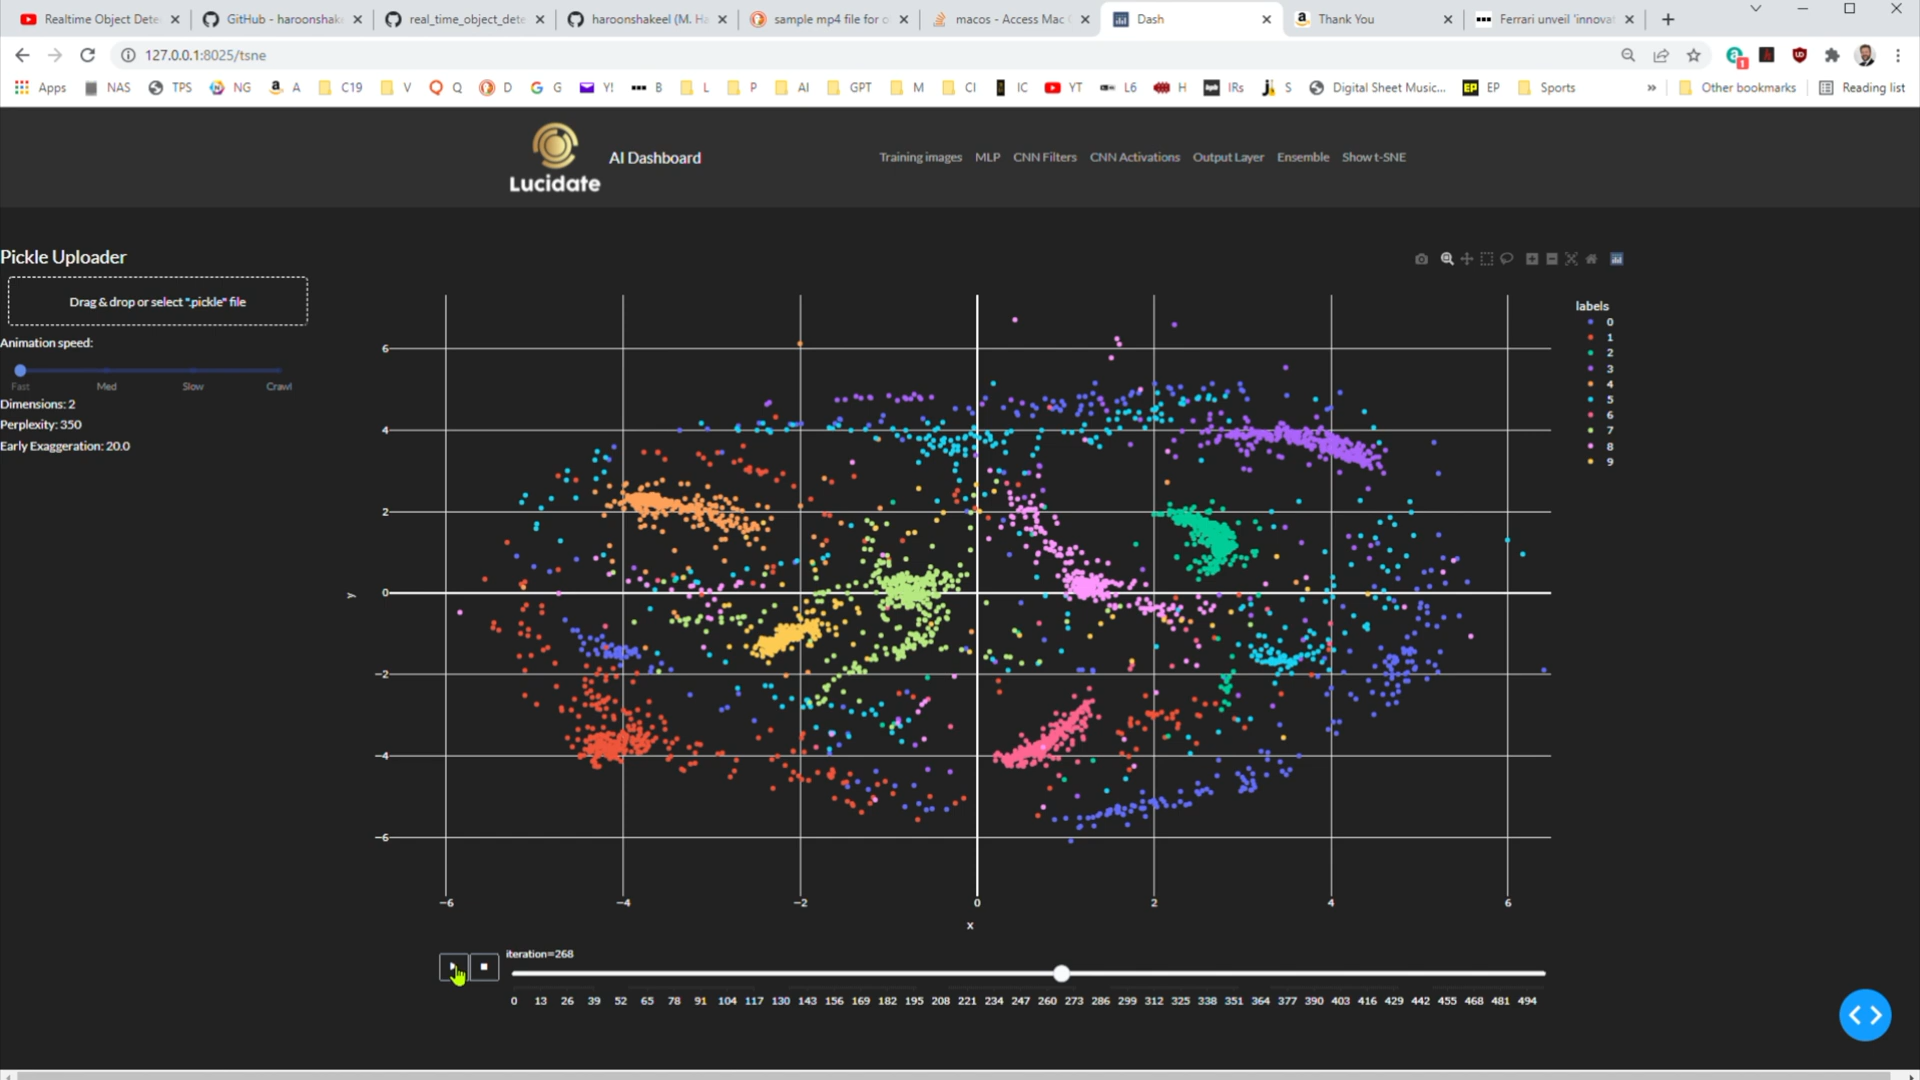 Realtime Object Dete
GitHub - haroonshak
real_time_object_dete
haroonshakeel (M. Ha
sample mp4 file for o
macos - Access Mac
Dash
Thank You
Ferrari unveil 'innova
127.0.0.1:8025/tsne
1
Apps NAS TPS NG A C19 V Q D G Y! B L P AI GPT M CI IC YT L6 H IRs S Digital Sheet Music... EP EP Sports » Other bookmarks Reading list
Lucidate
AI Dashboard
Training images MLP CNN Filters CNN Activations Output Layer Ensemble Show t-SNE
Pickle Uploader
Drag & drop or select ".pickle" file
Animation speed:
Fast Med Slow Crawl
Dimensions: 2
Perplexity: 350
Early Exaggeration: 20.0
labels
0
1
2
3
4
5
6
7
8
9
6
4
2
0
−2
−4
−6
y
−6 −4 −2 0 2 4 6
x
iteration=268
0 13 26 39 52 65 78 91 104 117 130 143 156 169 182 195 208 221 234 247 260 273 286 299 312 325 338 351 364 377 390 403 416 429 442 455 468 481 494